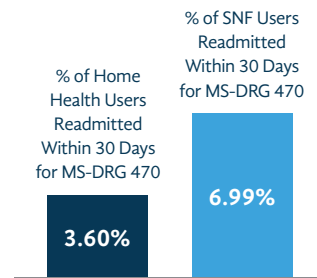 % of Home
Health Users
Readmitted
Within 30 Days
for MS-DRG 470
3.60%
% of SNF Users
Readmitted
Within 30 Days
for MS-DRG 470
6.99%